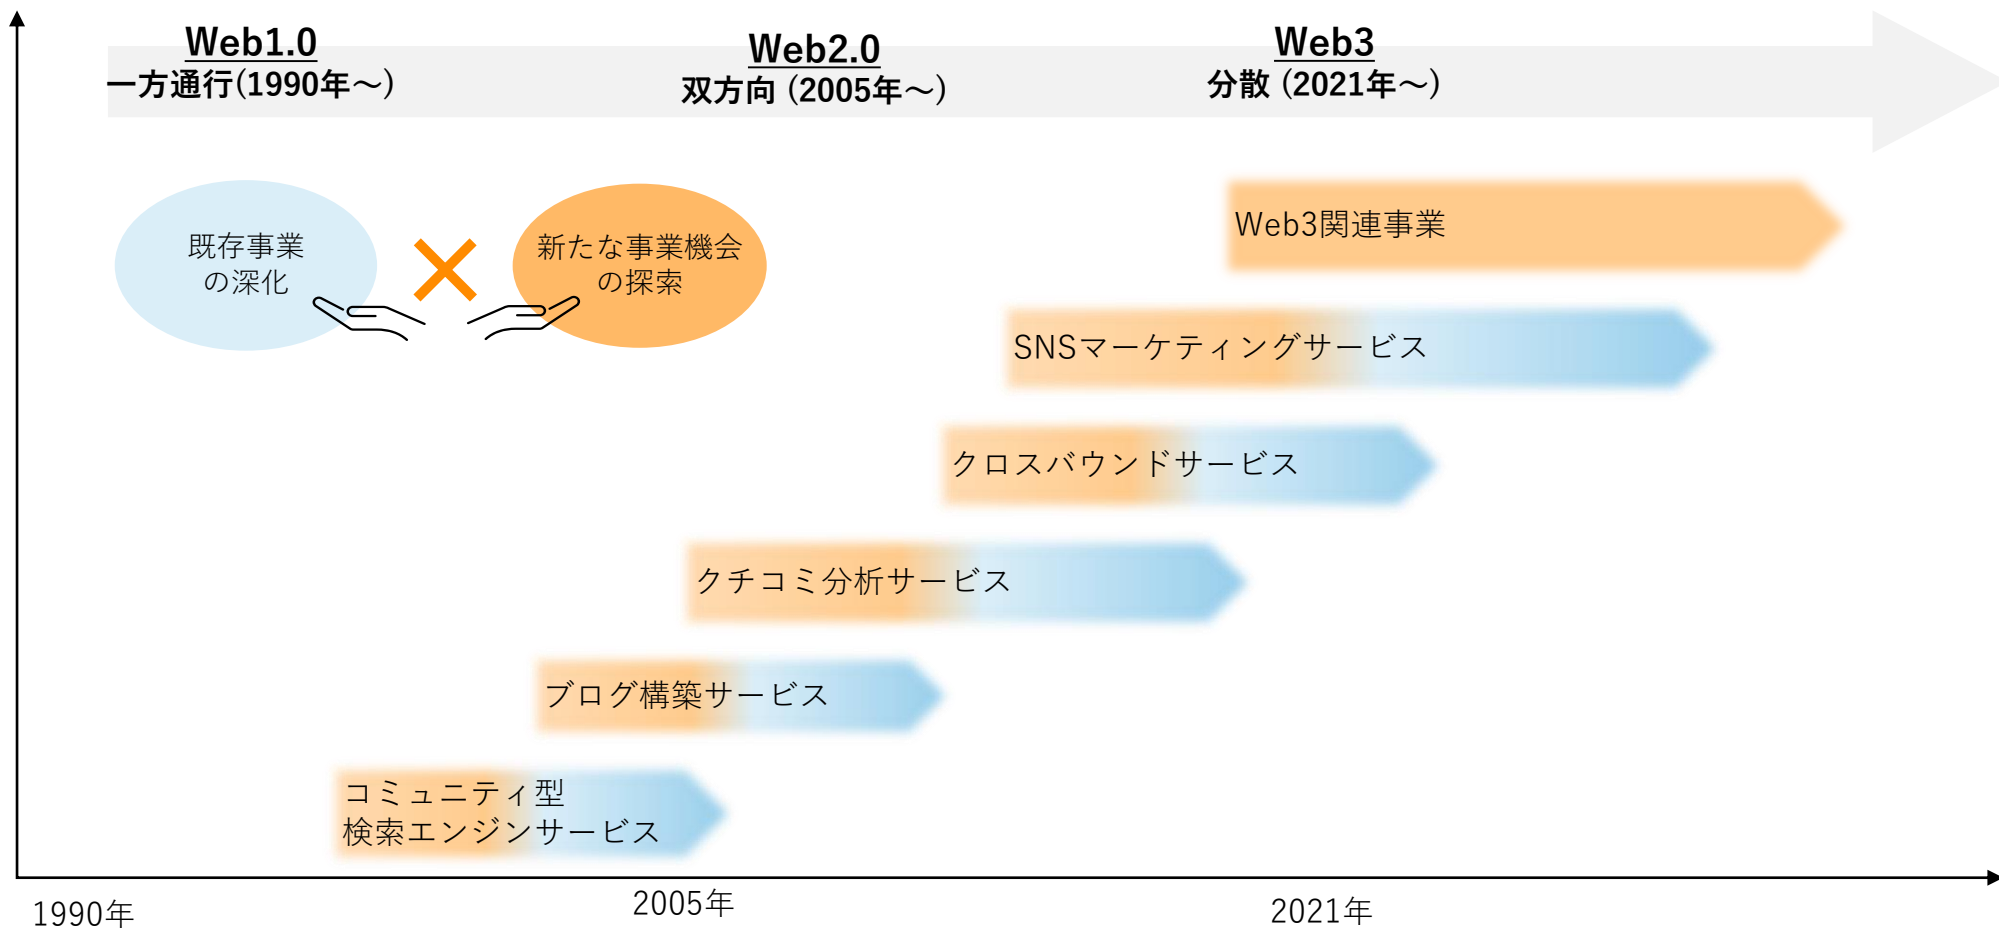 Web1.0
一方通行(1990年～)
Web2.0
双方向 (2005年～)
Web3
分散 (2021年～)
既存事業
の深化
新たな事業機会
の探索
Web3関連事業
SNSマーケティングサービス
クロスバウンドサービス
クチコミ分析サービス
ブログ構築サービス
コミュニティ型
検索エンジンサービス
1990年
2005年
2021年